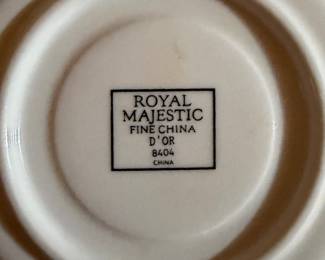 ROYAL
MAJESTIC
FINE CHINA
D'OR
8404
CHINA